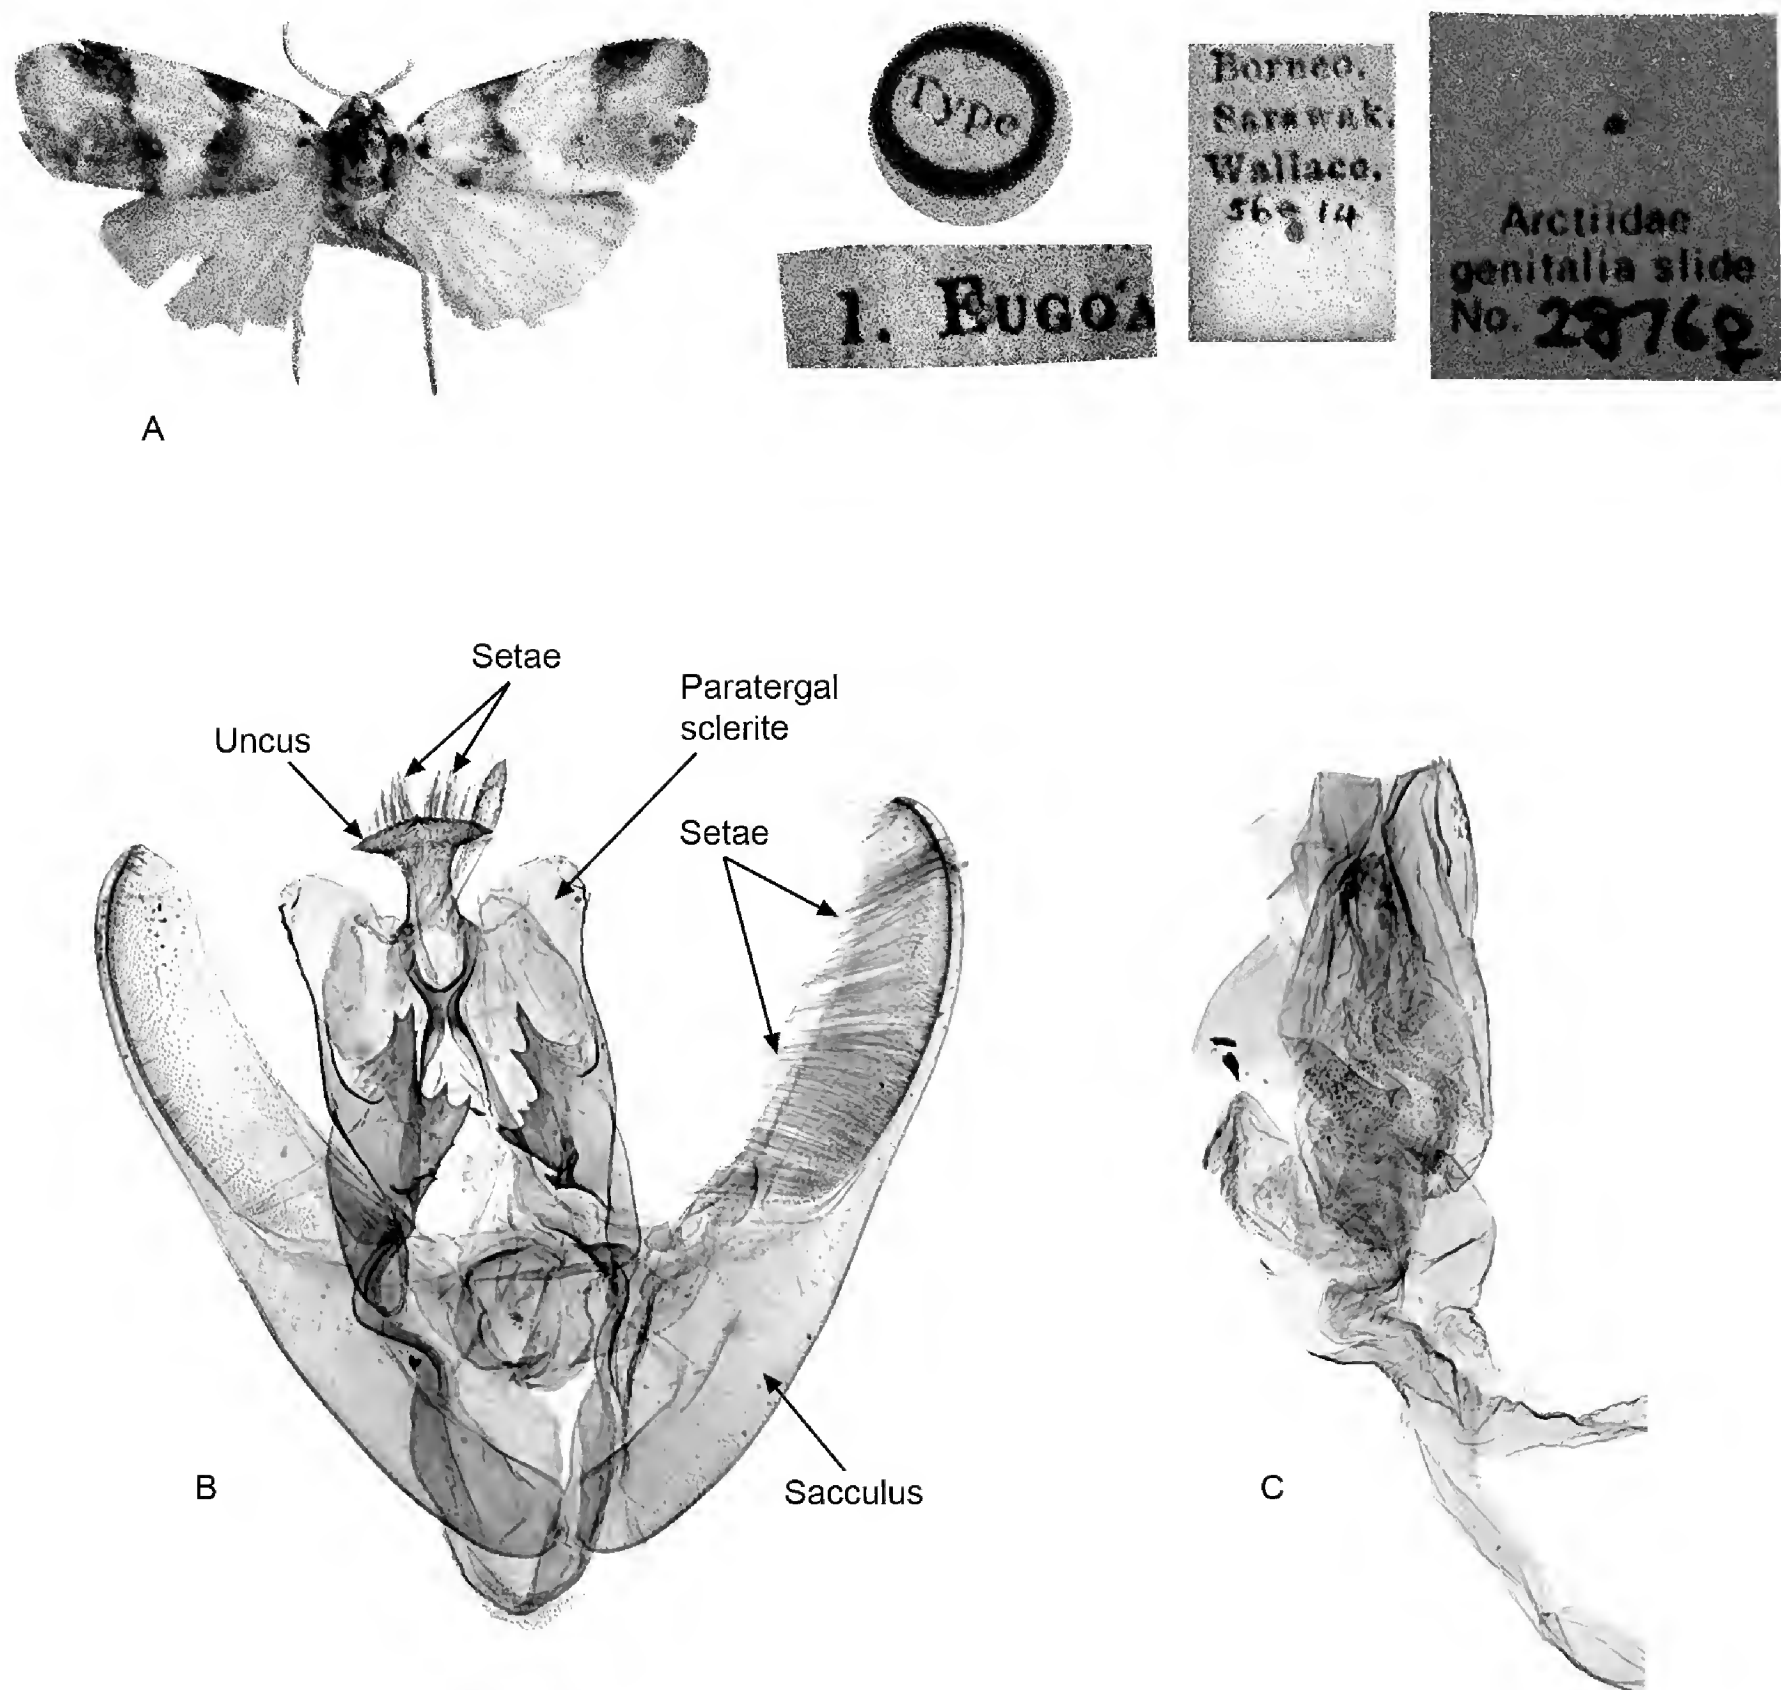 Type
1. EUGOA
Borneo.
Sarawak.
Wallace.
Arctiidae
genitalia slide
No. 2876♀
A
Setae
Paratergal
sclerite
Uncus
Setae
Sacculus
B
C